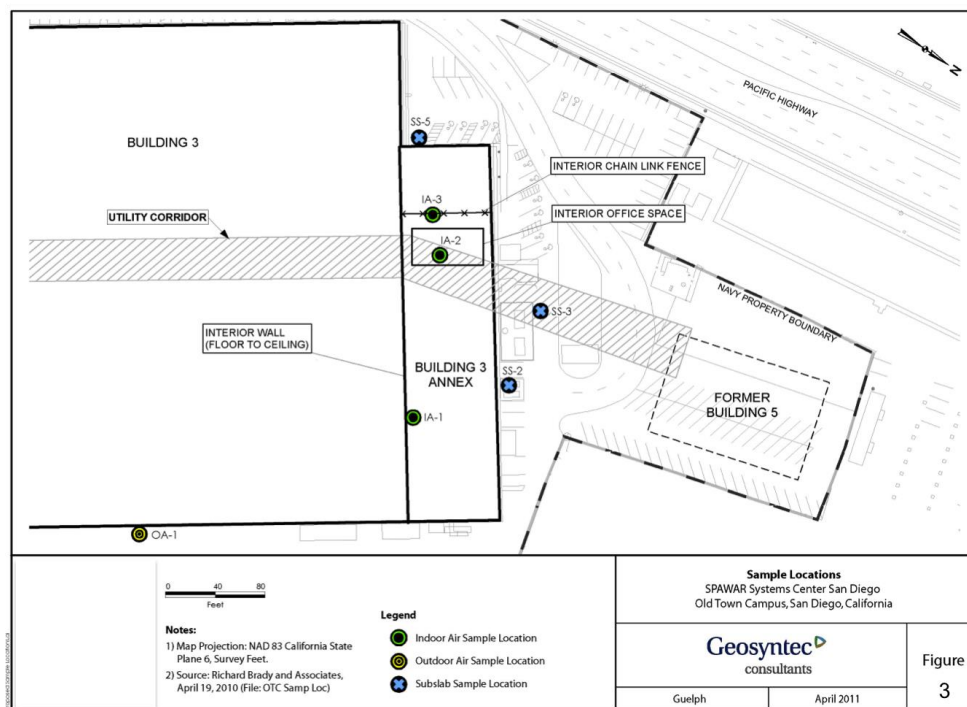 N
PACIFIC HIGHWAY
SS-5
BUILDING 3
INTERIOR CHAIN LINK FENCE
IA-3
UTILITY CORRIDOR
INTERIOR OFFICE SPACE
IA-2
NAVY PROPERTY BOUNDARY
SS-3
INTERIOR WALL
(FLOOR TO CEILING)
BUILDING 3
ANNEX
SS-2
FORMER
BUILDING 5
IA-1
OA-1
0 40 80
Feet
Notes:
1) Map Projection: NAD 83 California State
Plane 6, Survey Feet.
2) Source: Richard Brady and Associates,
April 19, 2010 (File: OTC Samp Loc)
Legend
Indoor Air Sample Location
Outdoor Air Sample Location
Subslab Sample Location
Sample Locations
SPAWAR Systems Center San Diego
Old Town Campus, San Diego, California
Geosyntec
consultants
Guelph
April 2011
Figure
3